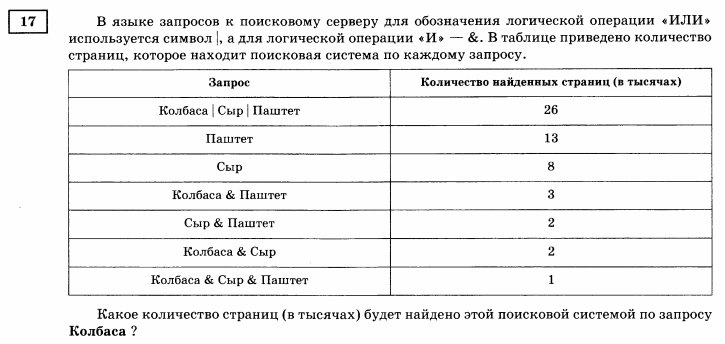 17
В языке запросов к поисковому серверу для обозначения логической операции «ИЛИ»
используется символ |, а для логической операции «И» — &. В таблице приведено количество
страниц, которое находит поисковая система по каждому запросу.
Запрос Количество найденных страниц (в тысячах)
Колбаса | Сыр | Паштет 26
Паштет 13
Сыр 8
Колбаса & Паштет 3
Сыр & Паштет 2
Колбаса & Сыр 2
Колбаса & Сыр & Паштет 1
Какое количество страниц (в тысячах) будет найдено этой поисковой системой по запросу
Колбаса ?